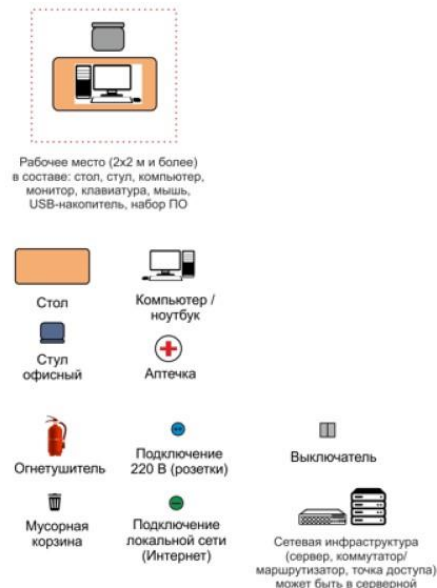 Рабочее место (2x2 м и более)
в составе: стол, стул, компьютер,
монитор, клавиатура, мышь,
USB-накопитель, набор ПО
Стол
Компьютер /
ноутбук
Стул
офисный
Аптечка
Огнетушитель
Подключение
220 В (розетки)
Выключатель
Мусорная
корзина
Подключение
локальной сети
(Интернет)
Сетевая инфраструктура
(сервер, коммутатор/
маршрутизатор, точка доступа)
может быть в серверной